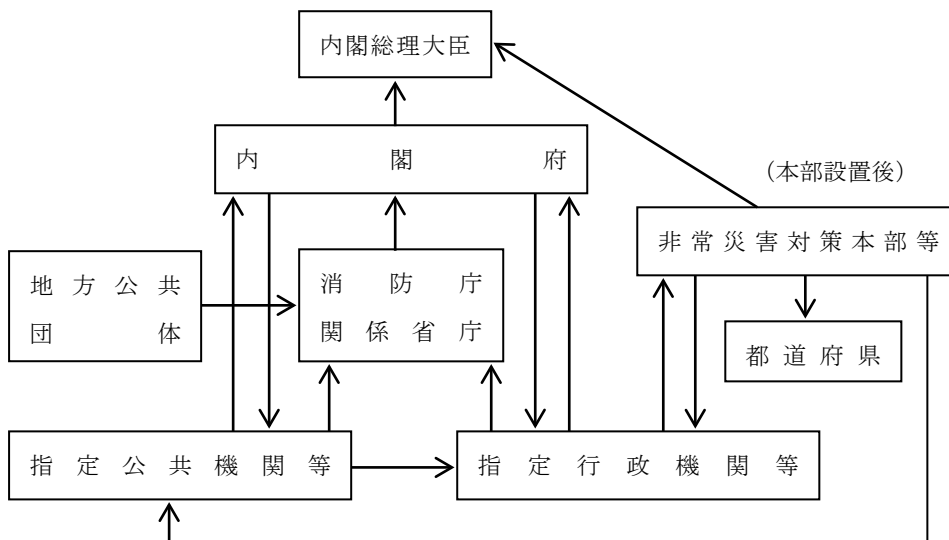 内閣総理大臣
内閣府
（本部設置後）
非常災害対策本部等
地方公共
団体
消防庁
関係省庁
都道府県
指定公共機関等
指定行政機関等